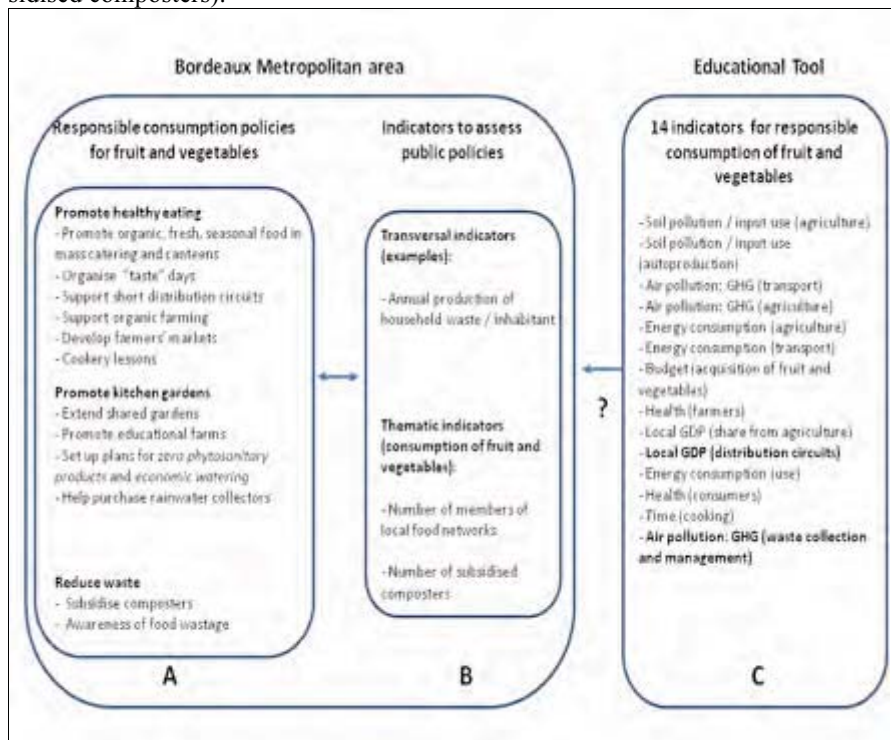 sidised composters).
Bordeaux Metropolitan area
Educational Tool
Responsible consumption policies
for fruit and vegetables
Promote healthy eating
- Promote organic, fresh, seasonal food in
mass catering and canteens
- Organise "taste" days
- Support short distribution circuits
- Support organic farming
- Develop farmers' markets
- Cookery lessons
Promote kitchen gardens
- Extend shared gardens
- Promote educational farms
- Set up plans for zero phytosanitary
products and economic watering
- Help purchase rainwater collectors
Reduce waste
- Subsidise composters
- Awareness of food wastage
A
Indicators to assess
public policies
Transversal indicators
(examples):
- Annual production of
household waste / inhabitant
Thematic indicators
(consumption of fruit and
vegetables):
- Number of members of
local food networks
- Number of subsidised
composters
B
?
14 indicators for responsible
consumption of fruit and
vegetables
- Soil pollution / input use (agriculture)
- Soil pollution / input use
(autoproduction)
- Air pollution: GHG (transport)
- Air pollution: GHG (agriculture)
- Energy consumption (agriculture)
- Energy consumption (transport)
- Budget (acquisition of fruit and
vegetables)
- Health (farmers)
- Local GDP (share from agriculture)
- Local GDP (distribution circuits)
- Energy consumption (use)
- Health (consumers)
- Time (cooking)
- Air pollution: GHG (waste collection
and management)
C